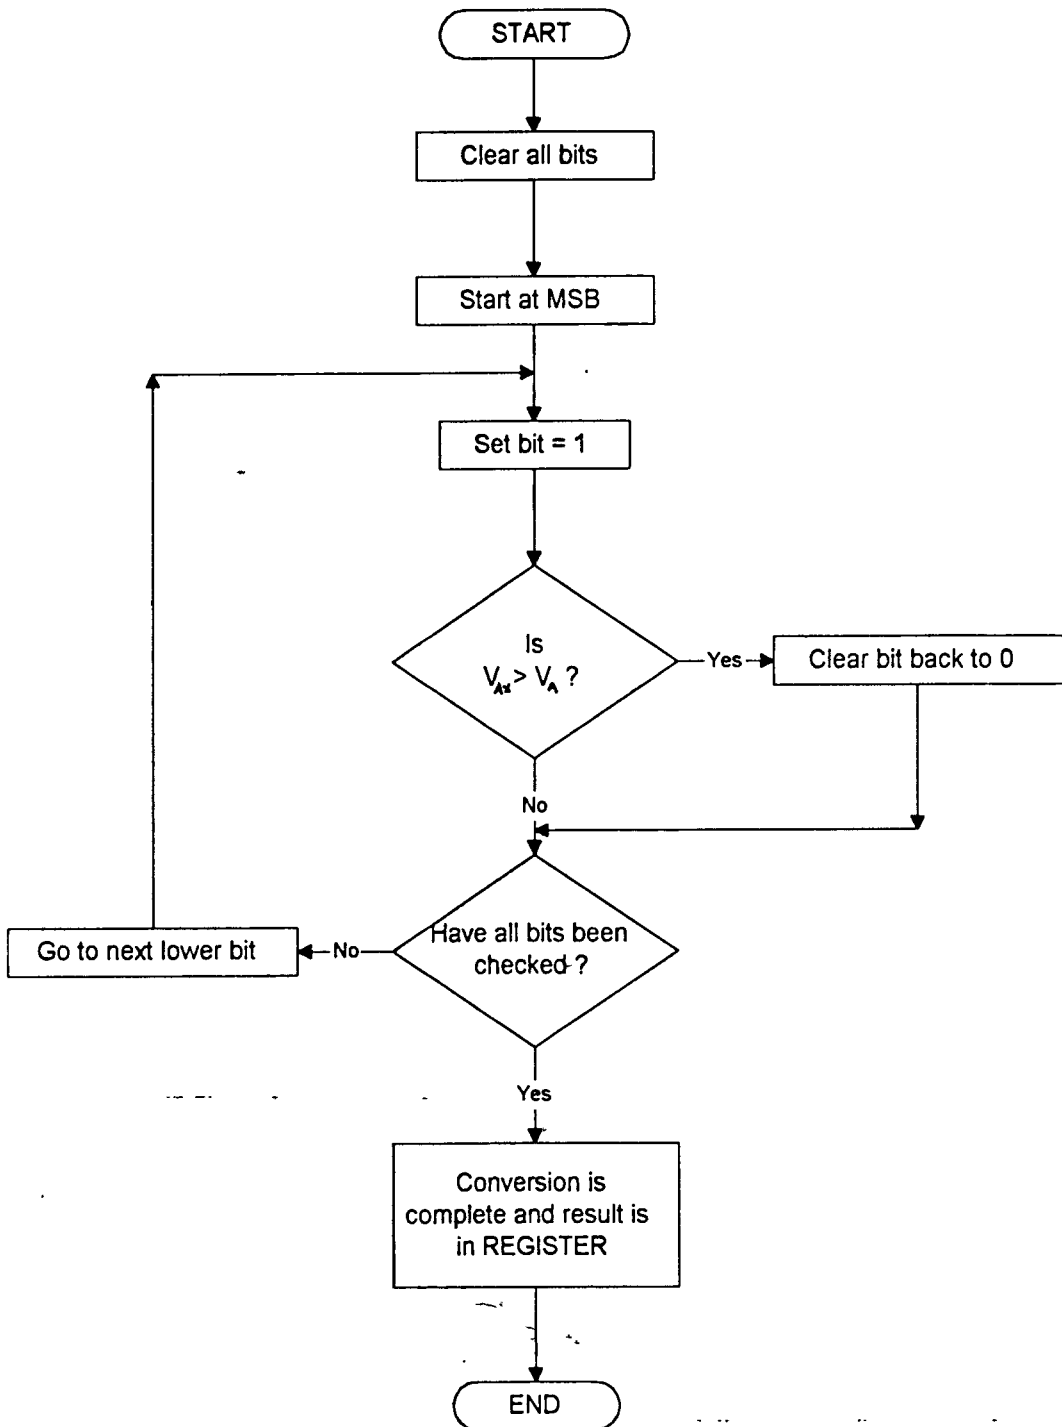 START
Clear all bits
Start at MSB
Set bit = 1
Is
V_Ax > V_A ?
Yes
Clear bit back to 0
No
Have all bits been
checked ?
No
Go to next lower bit
Yes
Conversion is
complete and result is
in REGISTER
END